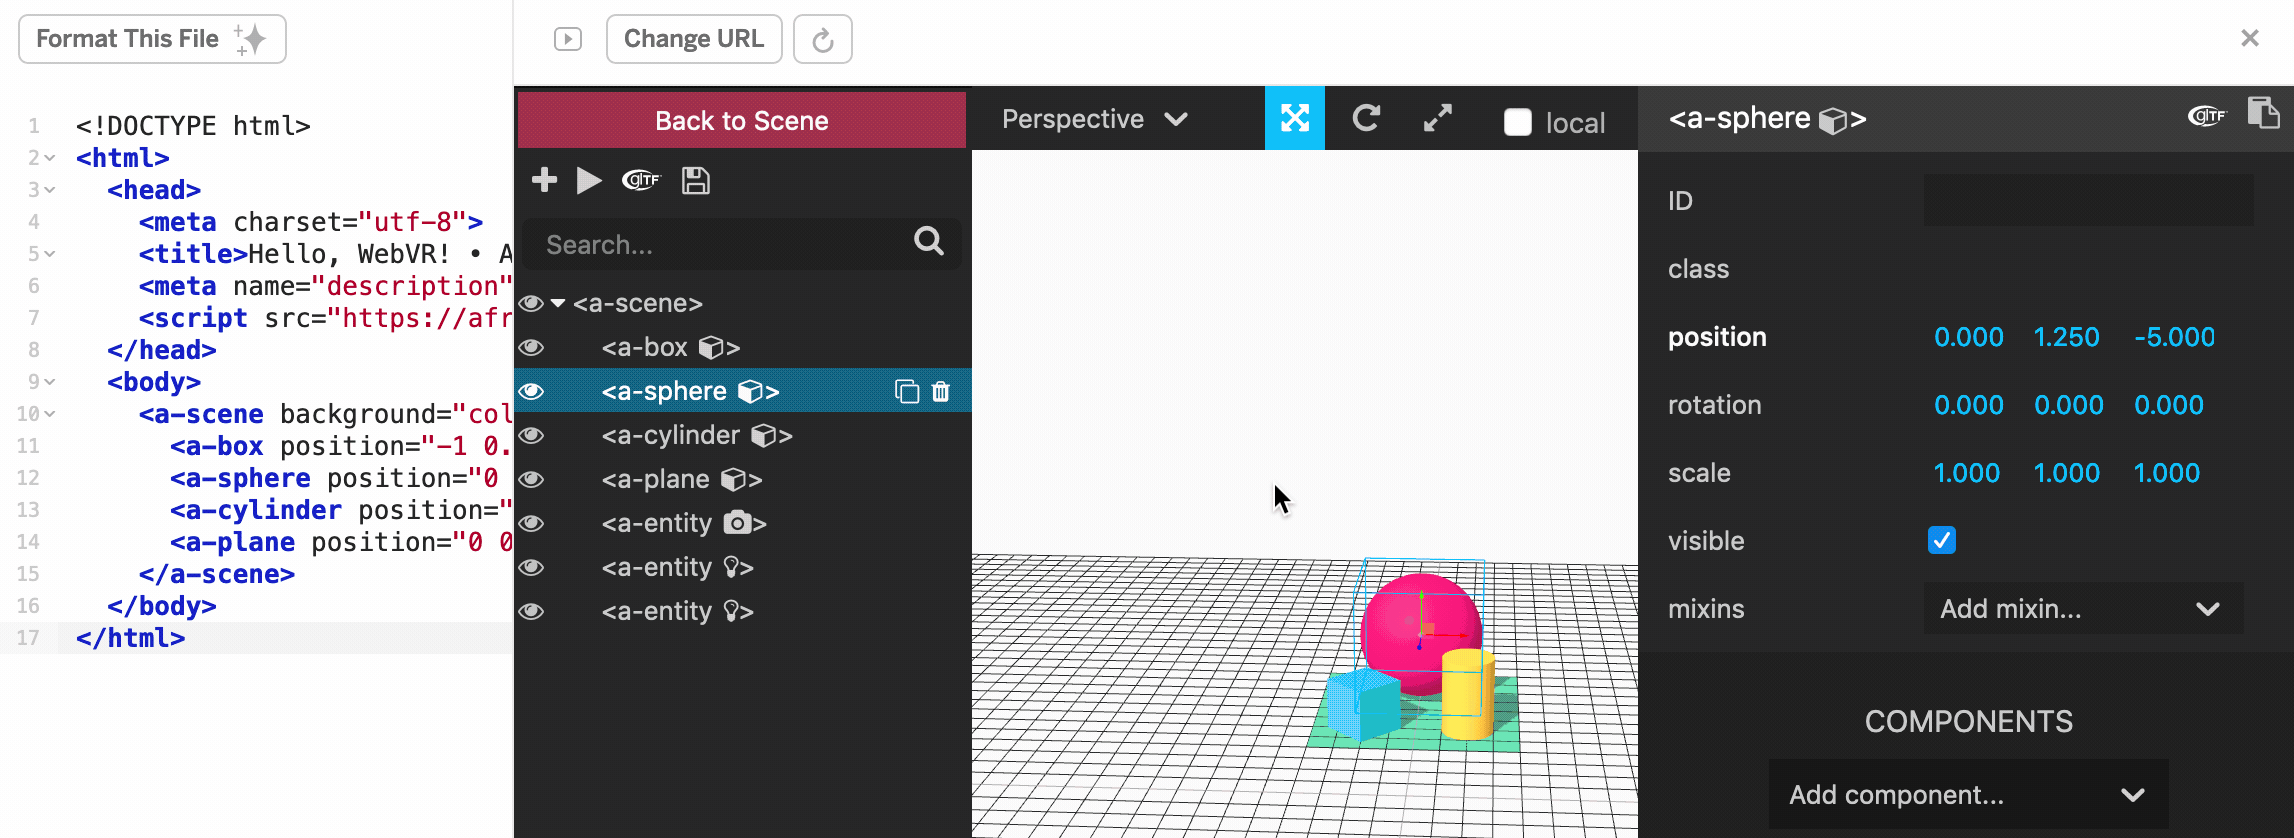 Format This File
Change URL
×
1 <!DOCTYPE html>
2 <html>
3 <head>
4 <meta charset="utf-8">
5 <title>Hello, WebVR! • A
6 <meta name="description"
7 <script src="https://afr
8 </head>
9 <body>
10 <a-scene background="col
11 <a-box position="-1 0.
12 <a-sphere position="0
13 <a-cylinder position="
14 <a-plane position="0 0
15 </a-scene>
16 </body>
17 </html>
Back to Scene
glTF
Search...
<a-scene>
<a-box >
<a-sphere >
<a-cylinder >
<a-plane >
<a-entity >
<a-entity >
<a-entity >
Perspective
local
<a-sphere >
glTF
ID
class
position 0.000 1.250 -5.000
rotation 0.000 0.000 0.000
scale 1.000 1.000 1.000
visible
mixins Add mixin...
COMPONENTS
Add component...